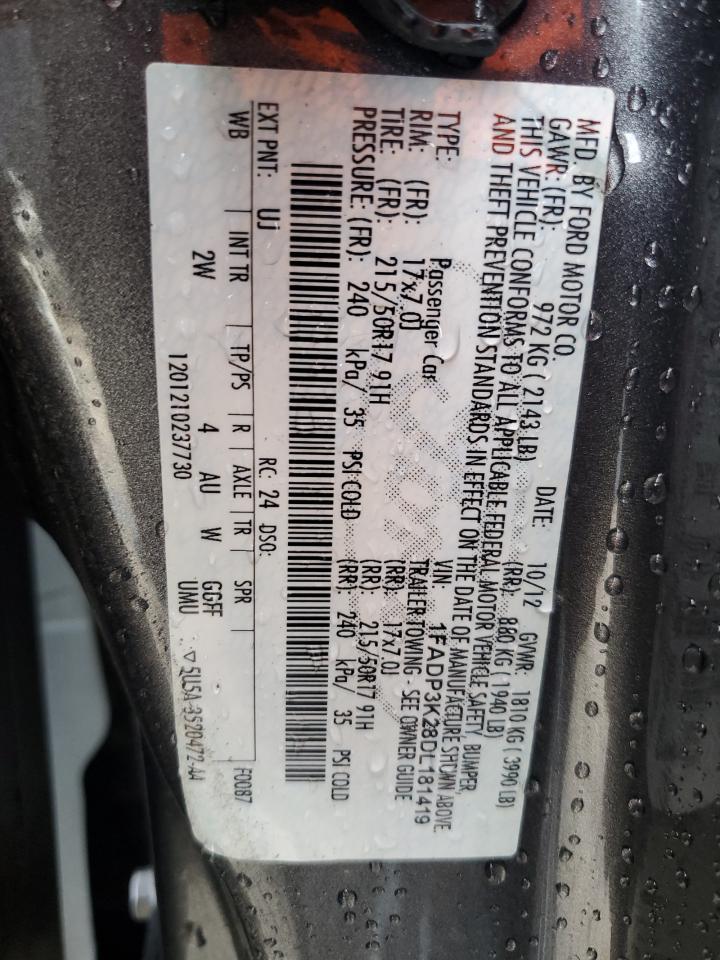 MFD. BY FORD MOTOR CO.
DATE: 10/12 GVWR: 1810 KG ( 3990 LB)
GAWR: (FR): 972 KG ( 2143 LB) (RR): 880 KG ( 1940 LB)
THIS VEHICLE CONFORMS TO ALL APPLICABLE FEDERAL MOTOR VEHICLE SAFETY, BUMPER,
AND THEFT PREVENTION STANDARDS IN EFFECT ON THE DATE OF MANUFACTURE SHOWN ABOVE.
VIN: 1FADP3K28DL181419
TYPE: Passenger Car TRAILER TOWING - SEE OWNER GUIDE
RIM: (FR): 17x7.0J (RR): 17x7.0J
TIRE: (FR): 215/50R17 91H (RR): 215/50R17 91H
PRESSURE: (FR): 240 kPa/ 35 PSI COLD (RR): 240 kPa/ 35 PSI COLD
EXT PNT: UJ RC: 24 DSO: F0087
WB INT TR TP/PS R AXLE TR SPR
2W 4 AU W GGFF
1201210237730 UMU
5U5A-3520472-AA